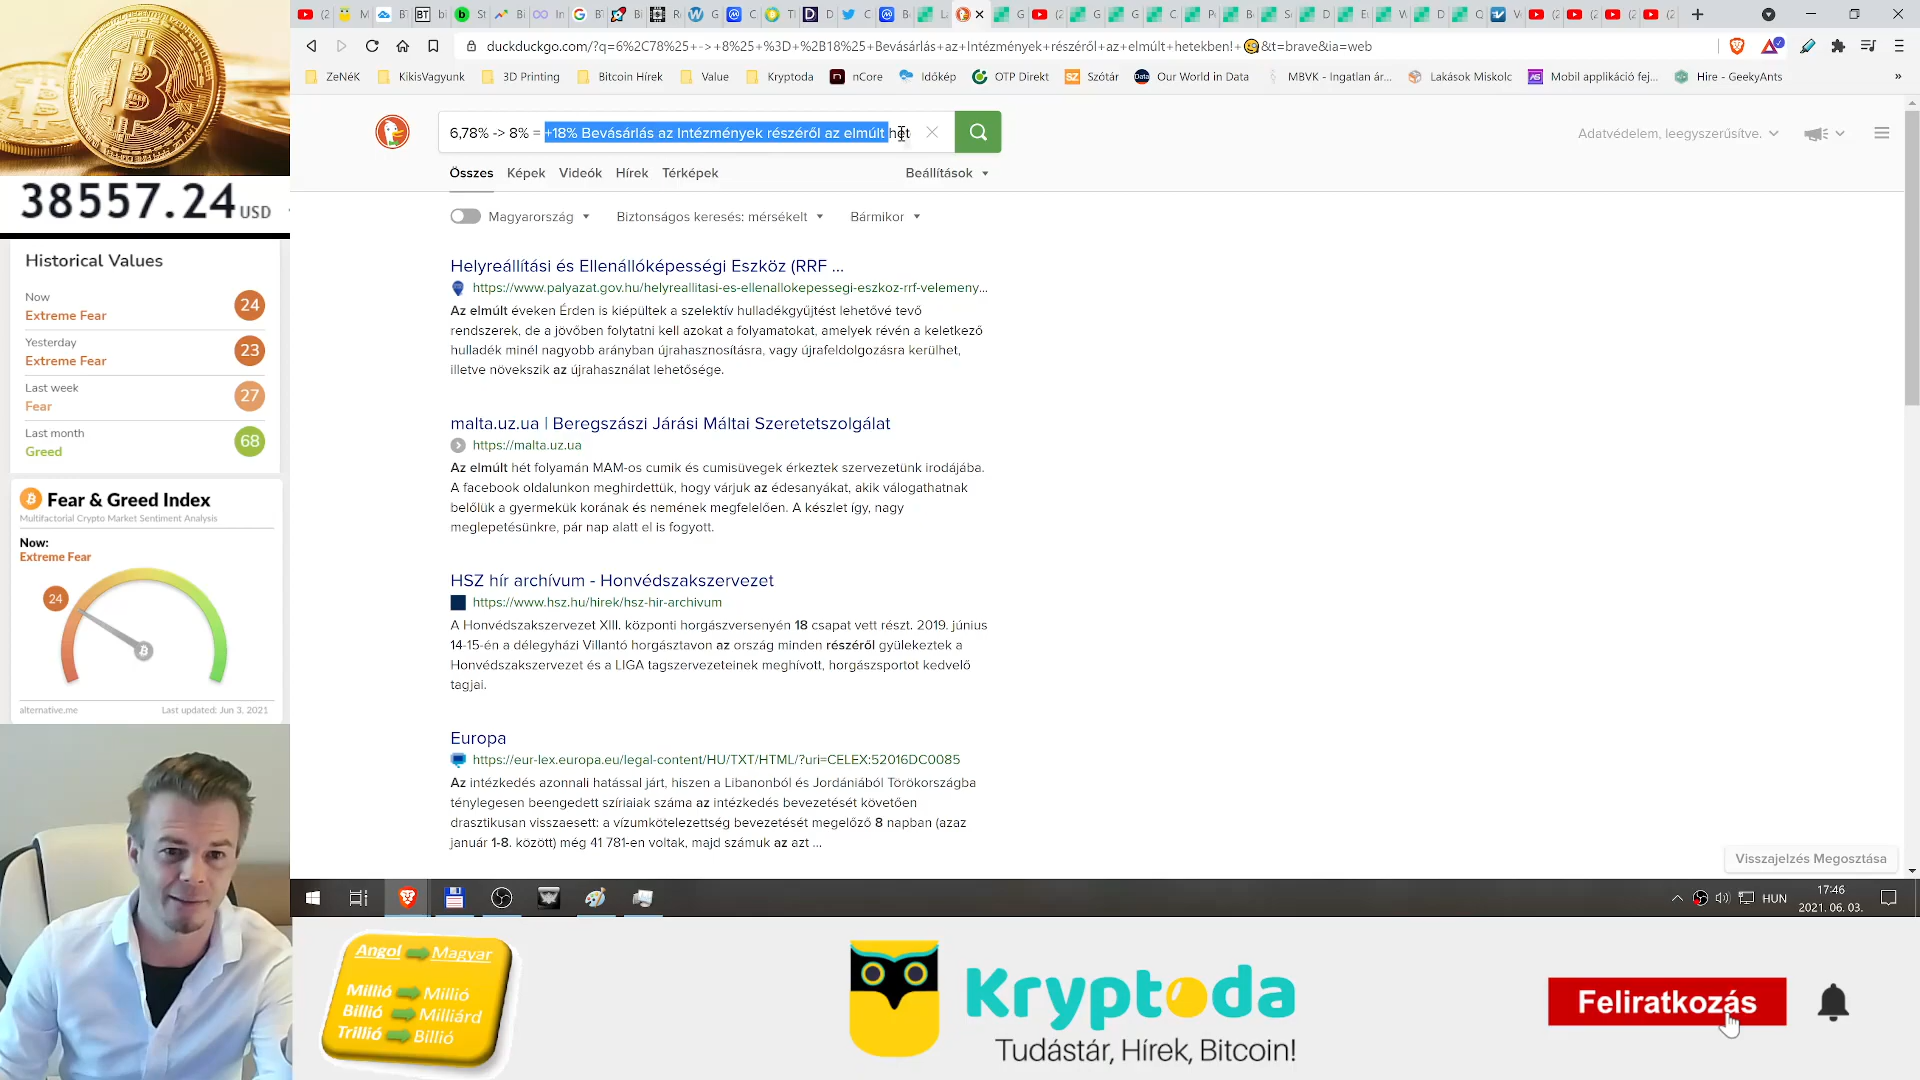 duckduckgo.com/?q=6%2C78%25+->+8%25+%3D+%2B18%25+Bevásárlás+az+Intézmények+részéről+az+elmúlt+hetekben!+🧐&t=brave&ia=web
ZeNéK
KikisVagyunk
3D Printing
Bitcoin Hírek
Value
Kryptoda
nCore
Időkép
OTP Direkt
Szótár
Our World in Data
MBVK - Ingatlan ár...
Lakások Miskolc
Mobil applikáció fej...
Hire - GeekyAnts
6,78% -> 8% = +18% Bevásárlás az Intézmények részéről az elmúlt het
Adatvédelem, leegyszerűsítve.
Összes
Képek
Videók
Hírek
Térképek
Beállítások
Magyarország
Biztonságos keresés: mérsékelt
Bármikor
38557.24 USD
Historical Values
Now
Extreme Fear
24
Yesterday
Extreme Fear
23
Last week
Fear
27
Last month
Greed
68
Fear & Greed Index
Multifactorial Crypto Market Sentiment Analysis
Now:
Extreme Fear
24
alternative.me
Last updated: Jun 3, 2021
Helyreállítási és Ellenállóképességi Eszköz (RRF ...
https://www.palyazat.gov.hu/helyreallitasi-es-ellenallokepessegi-eszkoz-rrf-velemeny...
Az elmúlt éveken Érden is kiépültek a szelektív hulladékgyűjtést lehetővé tevő
rendszerek, de a jövőben folytatni kell azokat a folyamatokat, amelyek révén a keletkező
hulladék minél nagyobb arányban újrahasznosításra, vagy újrafeldolgozásra kerülhet,
illetve növekszik az újrahasználat lehetősége.
malta.uz.ua | Beregszászi Járási Máltai Szeretetszolgálat
https://malta.uz.ua
Az elmúlt hét folyamán MAM-os cumik és cumisüvegek érkeztek szervezetünk irodájába.
A facebook oldalunkon meghirdettük, hogy várjuk az édesanyákat, akik válogathatnak
belőlük a gyermekük korának és nemének megfelelően. A készlet így, nagy
meglepetésünkre, pár nap alatt el is fogyott.
HSZ hír archívum - Honvédszakszervezet
https://www.hsz.hu/hirek/hsz-hir-archivum
A Honvédszakszervezet XIII. központi horgászversenyén 18 csapat vett részt. 2019. június
14-15-én a délegyházi Villantó horgásztavon az ország minden részéről gyülekeztek a
Honvédszakszervezet és a LIGA tagszervezeteinek meghívott, horgászsportot kedvelő
tagjai.
Europa
https://eur-lex.europa.eu/legal-content/HU/TXT/HTML/?uri=CELEX:52016DC0085
Az intézkedés azonnali hatással járt, hiszen a Libanonból és Jordániából Törökországba
ténylegesen beengedett szíriaiak száma az intézkedés bevezetését követően
drasztikusan visszaesett: a vízumkötelezettség bevezetését megelőző 8 napban (azaz
január 1-8. között) még 41 781-en voltak, majd számuk az azt ...
Visszajelzés Megosztása
HUN
17:46
2021. 06. 03.
Angol Magyar
Millió Millió
Billió Milliárd
Trillió Billió
Kryptoda
Tudástár, Hírek, Bitcoin!
Feliratkozás